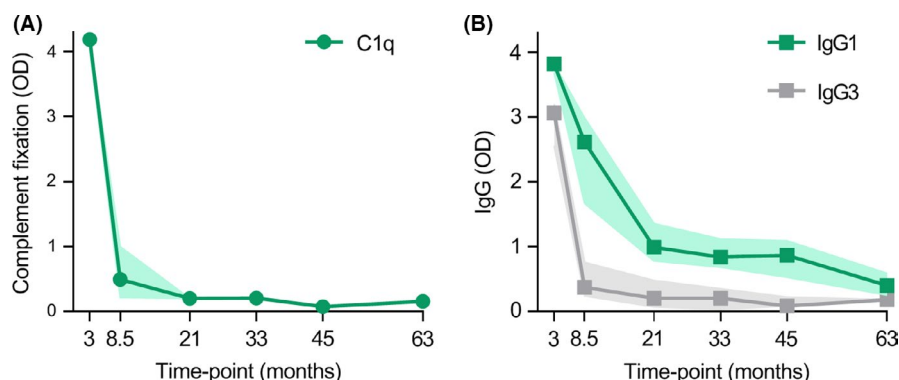 (A)
C1q
Complement fixation (OD)
4
3
2
1
0
3 8.5 21 33 45 63
Time-point (months)
(B)
IgG1
IgG3
IgG (OD)
4
3
2
1
0
3 8.5 21 33 45 63
Time-point (months)